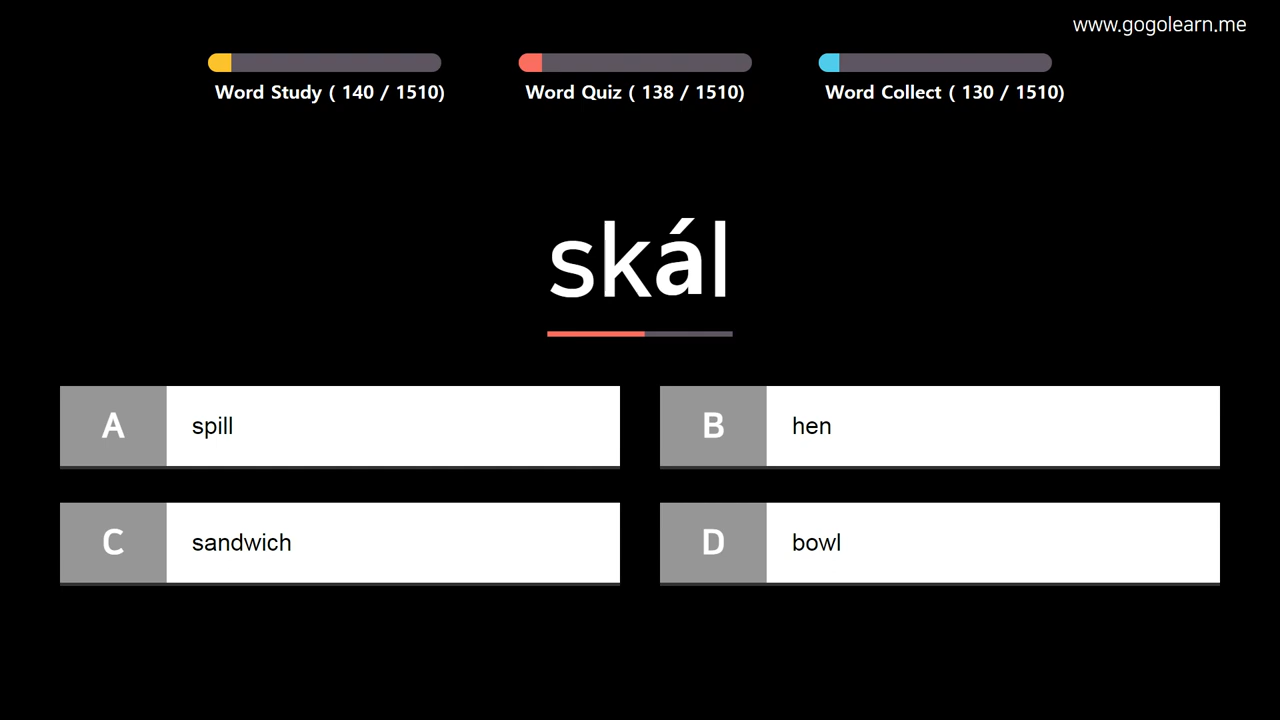 www.gogolearn.me
Word Study ( 140 / 1510)
Word Quiz ( 138 / 1510)
Word Collect ( 130 / 1510)
skál
A spill
B hen
C sandwich
D bowl